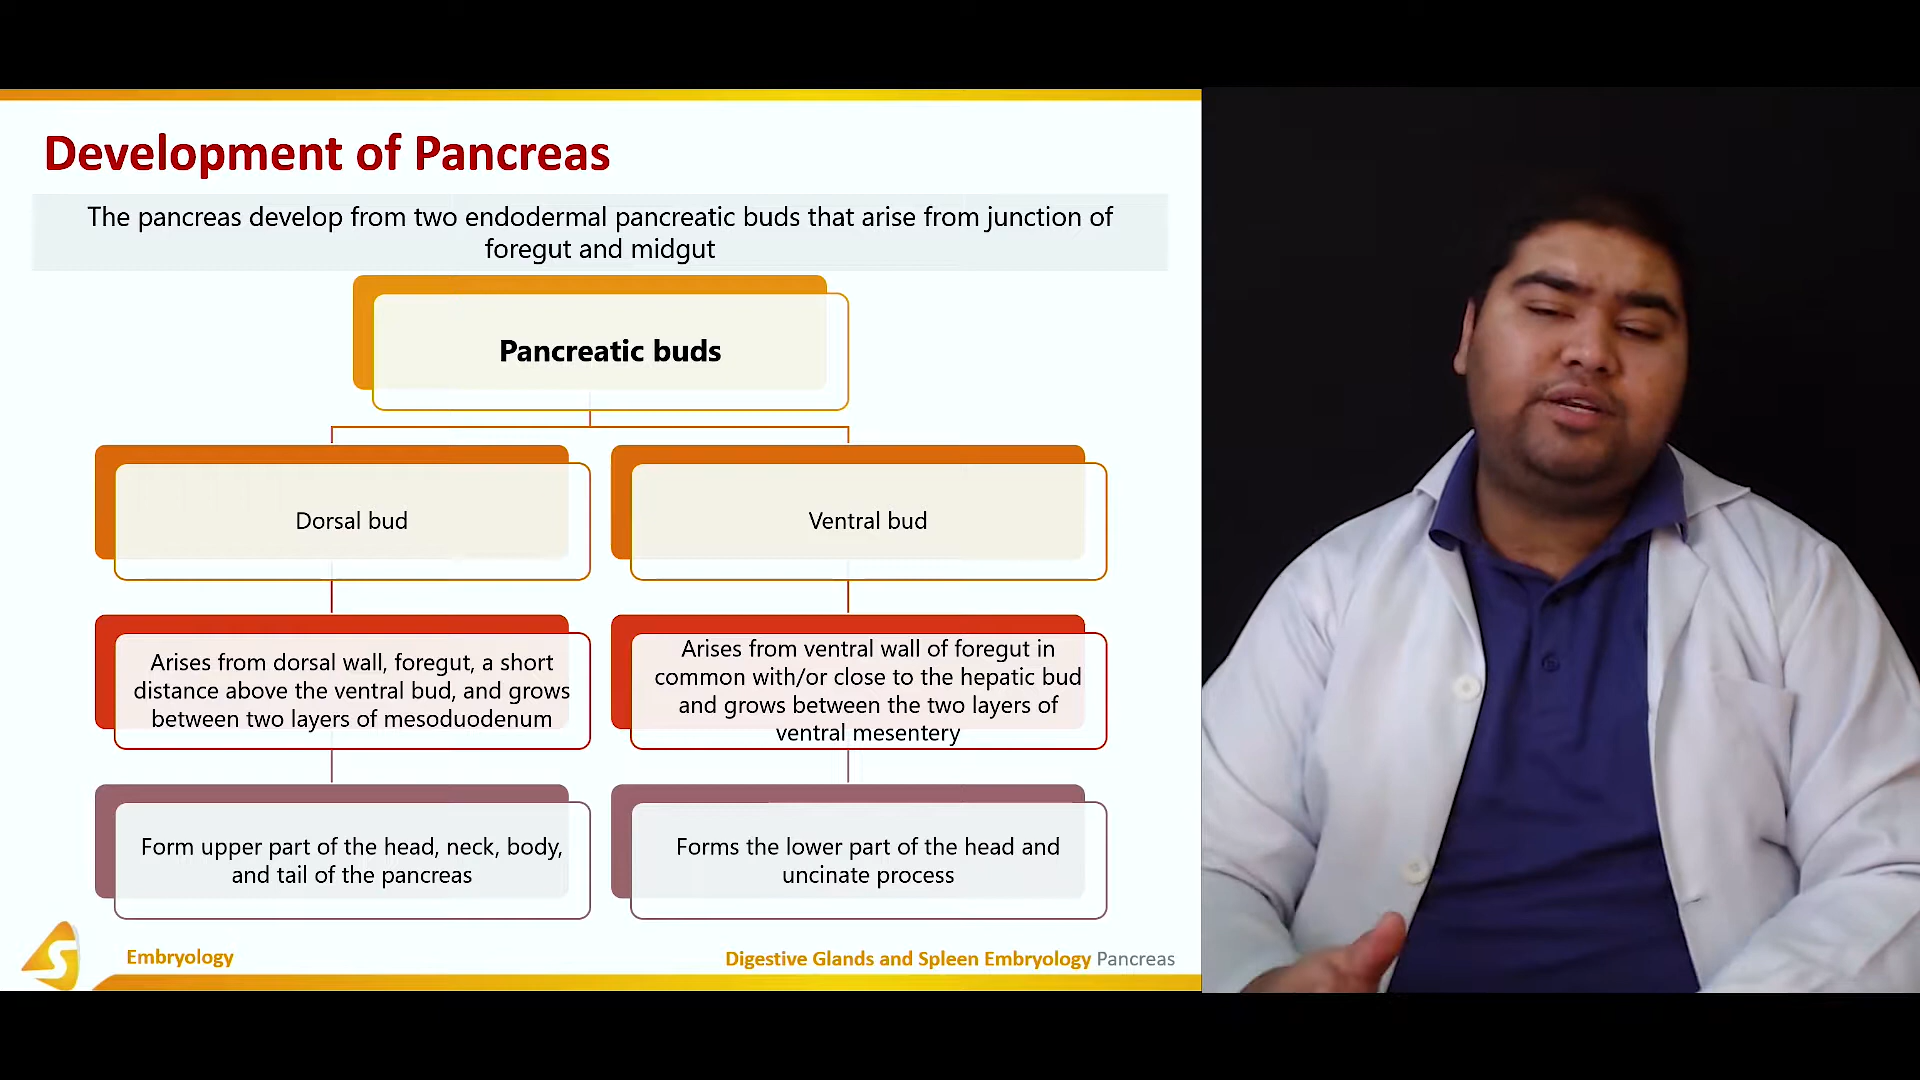 Development of Pancreas
The pancreas develop from two endodermal pancreatic buds that arise from junction of
foregut and midgut
Pancreatic buds
Dorsal bud
Ventral bud
Arises from dorsal wall, foregut, a short
distance above the ventral bud, and grows
between two layers of mesoduodenum
Arises from ventral wall of foregut in
common with/or close to the hepatic bud
and grows between the two layers of
ventral mesentery
Form upper part of the head, neck, body,
and tail of the pancreas
Forms the lower part of the head and
uncinate process
S
Embryology
Digestive Glands and Spleen Embryology Pancreas